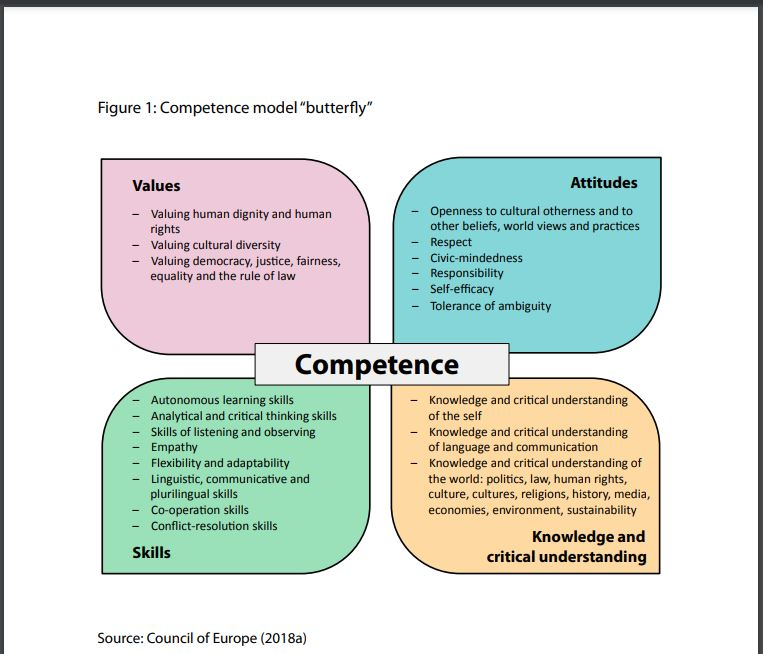 Figure 1: Competence model “butterfly”
Values
– Valuing human dignity and human
rights
– Valuing cultural diversity
– Valuing democracy, justice, fairness,
equality and the rule of law
Attitudes
– Openness to cultural otherness and to
other beliefs, world views and practices
– Respect
– Civic-mindedness
– Responsibility
– Self-efficacy
– Tolerance of ambiguity
Competence
– Autonomous learning skills
– Analytical and critical thinking skills
– Skills of listening and observing
– Empathy
– Flexibility and adaptability
– Linguistic, communicative and
plurilingual skills
– Co-operation skills
– Conflict-resolution skills
Skills
– Knowledge and critical understanding
of the self
– Knowledge and critical understanding
of language and communication
– Knowledge and critical understanding of
the world: politics, law, human rights,
culture, cultures, religions, history, media,
economies, environment, sustainability
Knowledge and
critical understanding
Source: Council of Europe (2018a)